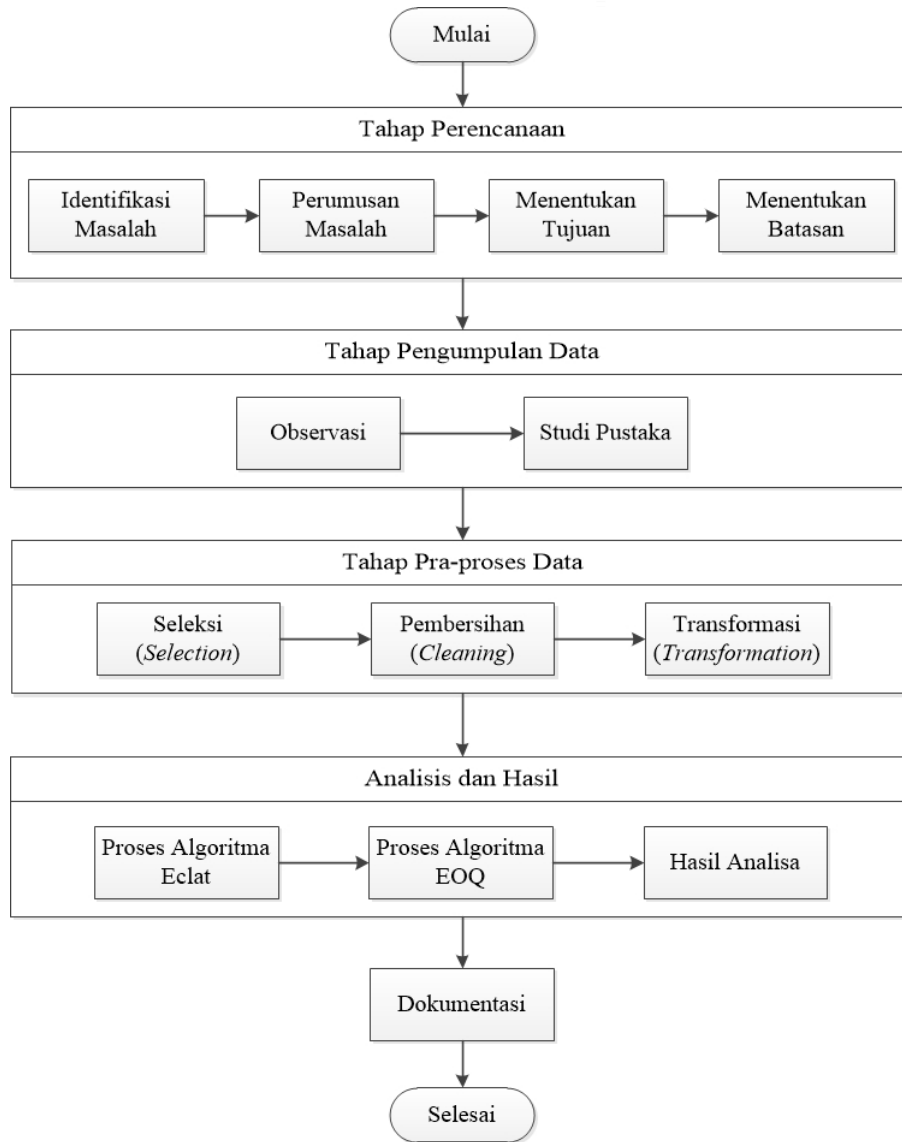 Mulai
Tahap Perencanaan
Identifikasi
Masalah
Perumusan
Masalah
Menentukan
Tujuan
Menentukan
Batasan
Tahap Pengumpulan Data
Observasi
Studi Pustaka
Tahap Pra-proses Data
Seleksi
(Selection)
Pembersihan
(Cleaning)
Transformasi
(Transformation)
Analisis dan Hasil
Proses Algoritma
Eclat
Proses Algoritma
EOQ
Hasil Analisa
Dokumentasi
Selesai